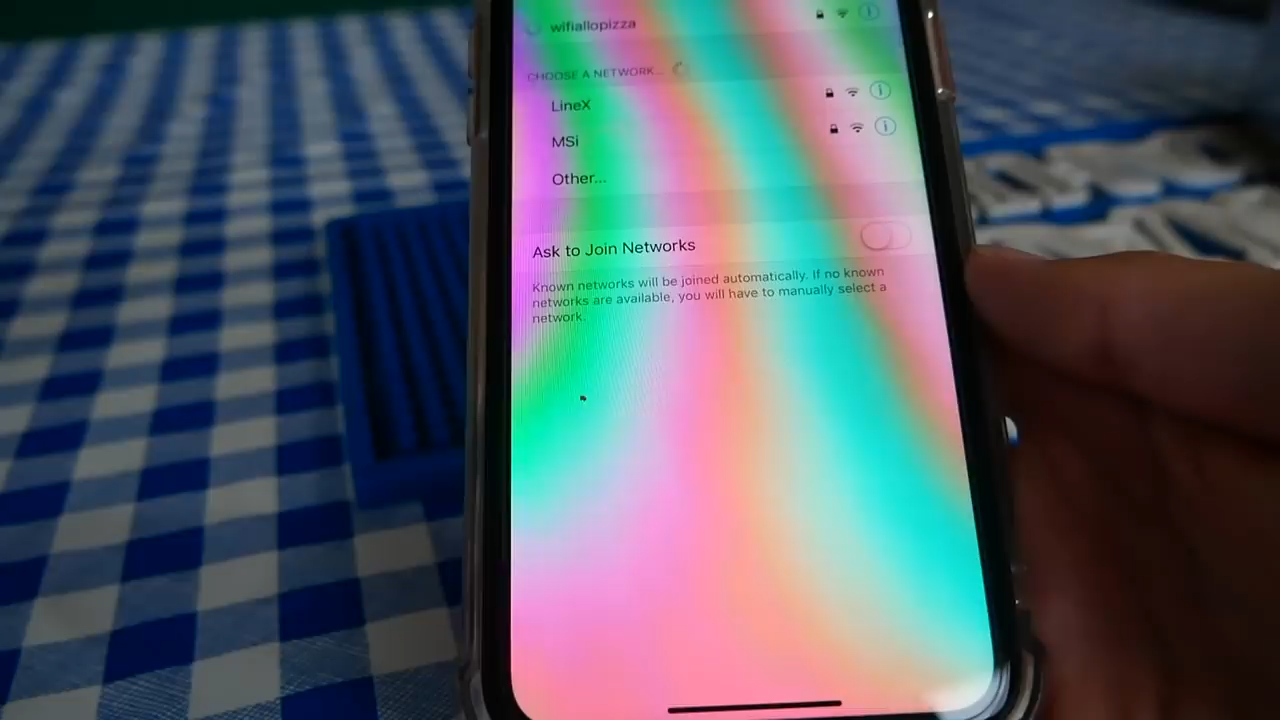 wifiallopizza
CHOOSE A NETWORK...
LineX
MSi
Other...
Ask to Join Networks
Known networks will be joined automatically. If no known
networks are available, you will have to manually select a
network.